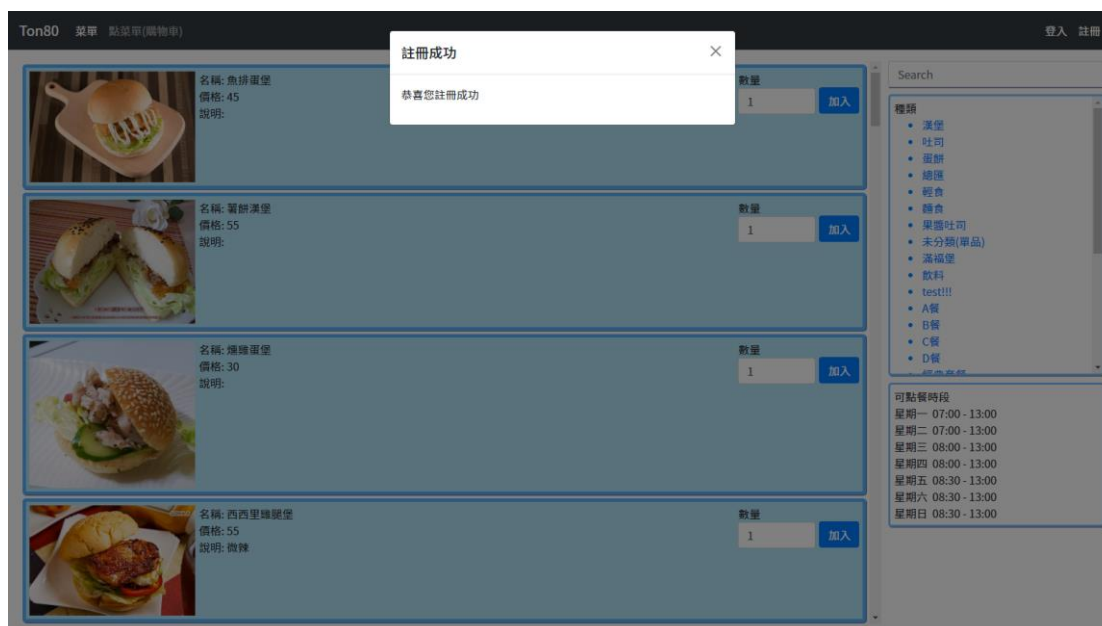 Ton80 菜單 點菜單(購物車)
登入 註冊
註冊成功
×
恭喜您註冊成功
名稱: 魚排蛋堡
價格: 45
說明:
數量
1 加入
名稱: 薯餅漢堡
價格: 55
說明:
數量
1 加入
名稱: 燻雞蛋堡
價格: 30
說明:
數量
1 加入
名稱: 西西里雞腿堡
價格: 55
說明: 微辣
數量
1 加入
Search
種類
漢堡
吐司
蛋餅
總匯
輕食
麵食
果醬吐司
未分類(單品)
滿福堡
飲料
test!!!
A餐
B餐
C餐
D餐
可點餐時段
星期一 07:00 - 13:00
星期二 07:00 - 13:00
星期三 08:00 - 13:00
星期四 08:00 - 13:00
星期五 08:30 - 13:00
星期六 08:30 - 13:00
星期日 08:30 - 13:00